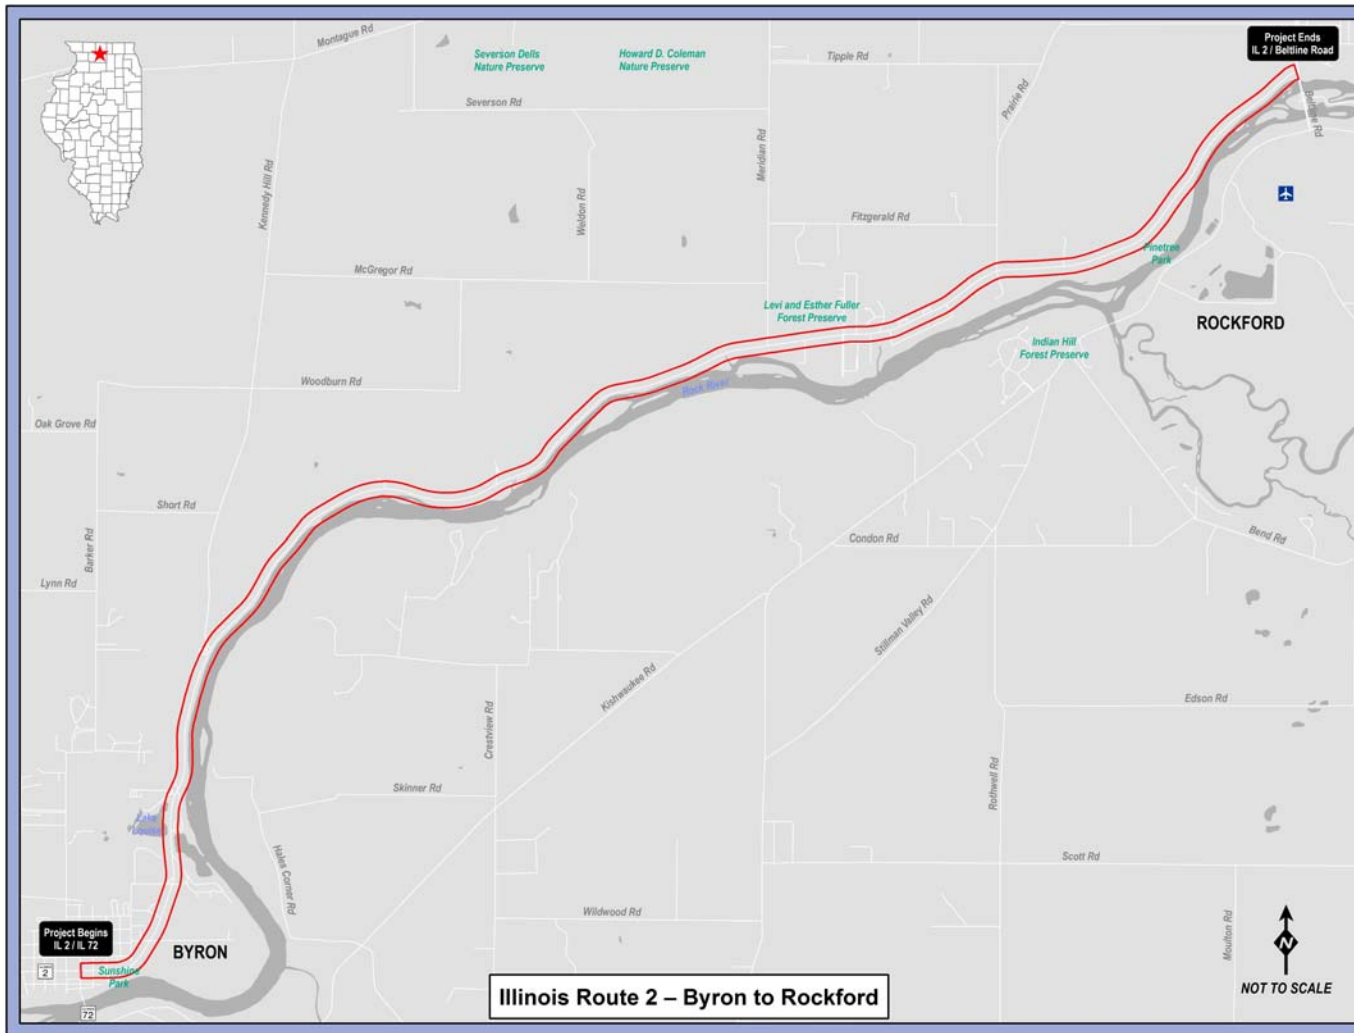 Project Ends
IL 2 / Beltline Road
Montague Rd
Severson Dells
Nature Preserve
Howard D. Coleman
Nature Preserve
Tipple Rd
Severson Rd
Prairie Rd
Beltline Rd
Kennedy Hill Rd
Weldon Rd
Meridian Rd
Fitzgerald Rd
McGregor Rd
Pinetree
Park
Levi and Esther Fuller
Forest Preserve
ROCKFORD
Indian Hill
Forest Preserve
Woodburn Rd
Rock River
Oak Grove Rd
Short Rd
Barker Rd
Condon Rd
Bend Rd
Lynn Rd
Stillman Valley Rd
Kishwaukee Rd
Edson Rd
Crestview Rd
Rothwell Rd
Skinner Rd
Lake
Louise
Hales Corner Rd
Scott Rd
Wildwood Rd
Moulton Rd
Project Begins
IL 2 / IL 72
BYRON
2
Sunshine
Park
72
Illinois Route 2 – Byron to Rockford
N
NOT TO SCALE